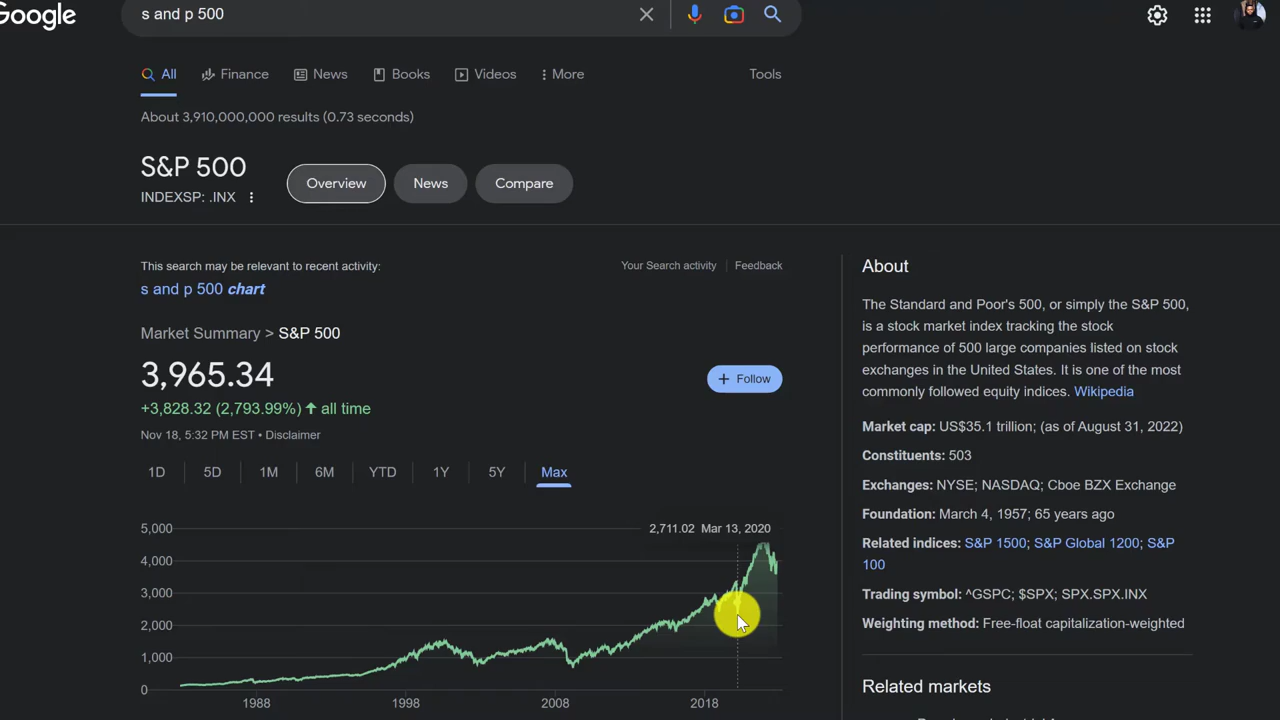 Google
s and p 500
All Finance News Books Videos More Tools
About 3,910,000,000 results (0.73 seconds)
S&P 500
INDEXSP: .INX
Overview News Compare
This search may be relevant to recent activity:
Your Search activity Feedback
s and p 500 chart
Market Summary > S&P 500
3,965.34
+3,828.32 (2,793.99%) all time
Nov 18, 5:32 PM EST • Disclaimer
+ Follow
1D 5D 1M 6M YTD 1Y 5Y Max
2,711.02 Mar 13, 2020
5,000
4,000
3,000
2,000
1,000
0
1988 1998 2008 2018
About
The Standard and Poor's 500, or simply the S&P 500,
is a stock market index tracking the stock
performance of 500 large companies listed on stock
exchanges in the United States. It is one of the most
commonly followed equity indices. Wikipedia
Market cap: US$35.1 trillion; (as of August 31, 2022)
Constituents: 503
Exchanges: NYSE; NASDAQ; Cboe BZX Exchange
Foundation: March 4, 1957; 65 years ago
Related indices: S&P 1500; S&P Global 1200; S&P
100
Trading symbol: ^GSPC; $SPX; SPX.SPX.INX
Weighting method: Free-float capitalization-weighted
Related markets